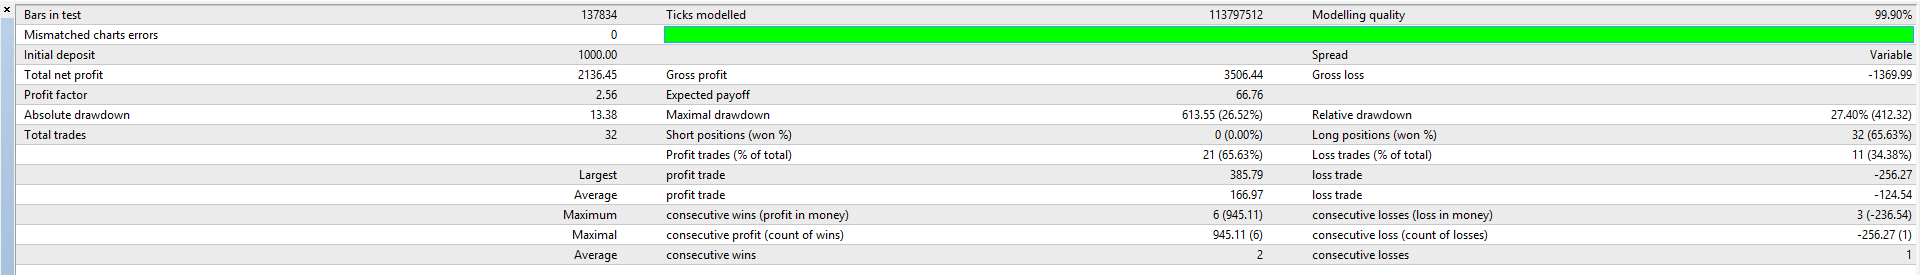 Bars in test 137834 Ticks modelled 113797512 Modelling quality 99.90%
Mismatched charts errors 0
Initial deposit 1000.00 Spread Variable
Total net profit 2136.45 Gross profit 3506.44 Gross loss -1369.99
Profit factor 2.56 Expected payoff 66.76
Absolute drawdown 13.38 Maximal drawdown 613.55 (26.52%) Relative drawdown 27.40% (412.32)
Total trades 32 Short positions (won %) 0 (0.00%) Long positions (won %) 32 (65.63%)
Profit trades (% of total) 21 (65.63%) Loss trades (% of total) 11 (34.38%)
Largest profit trade 385.79 loss trade -256.27
Average profit trade 166.97 loss trade -124.54
Maximum consecutive wins (profit in money) 6 (945.11) consecutive losses (loss in money) 3 (-236.54)
Maximal consecutive profit (count of wins) 945.11 (6) consecutive loss (count of losses) -256.27 (1)
Average consecutive wins 2 consecutive losses 1